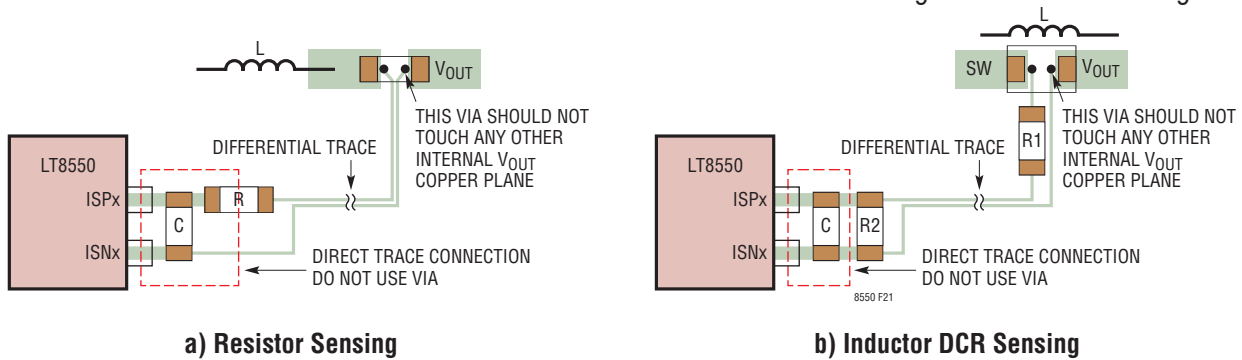 L
VOUT
THIS VIA SHOULD NOT
TOUCH ANY OTHER
INTERNAL VOUT
COPPER PLANE
DIFFERENTIAL TRACE
LT8550
ISPx
R
C
ISNx
DIRECT TRACE CONNECTION
DO NOT USE VIA
a) Resistor Sensing
L
SW
VOUT
THIS VIA SHOULD NOT
TOUCH ANY OTHER
INTERNAL VOUT
COPPER PLANE
R1
DIFFERENTIAL TRACE
LT8550
ISPx
C
R2
ISNx
DIRECT TRACE CONNECTION
DO NOT USE VIA
8550 F21
b) Inductor DCR Sensing